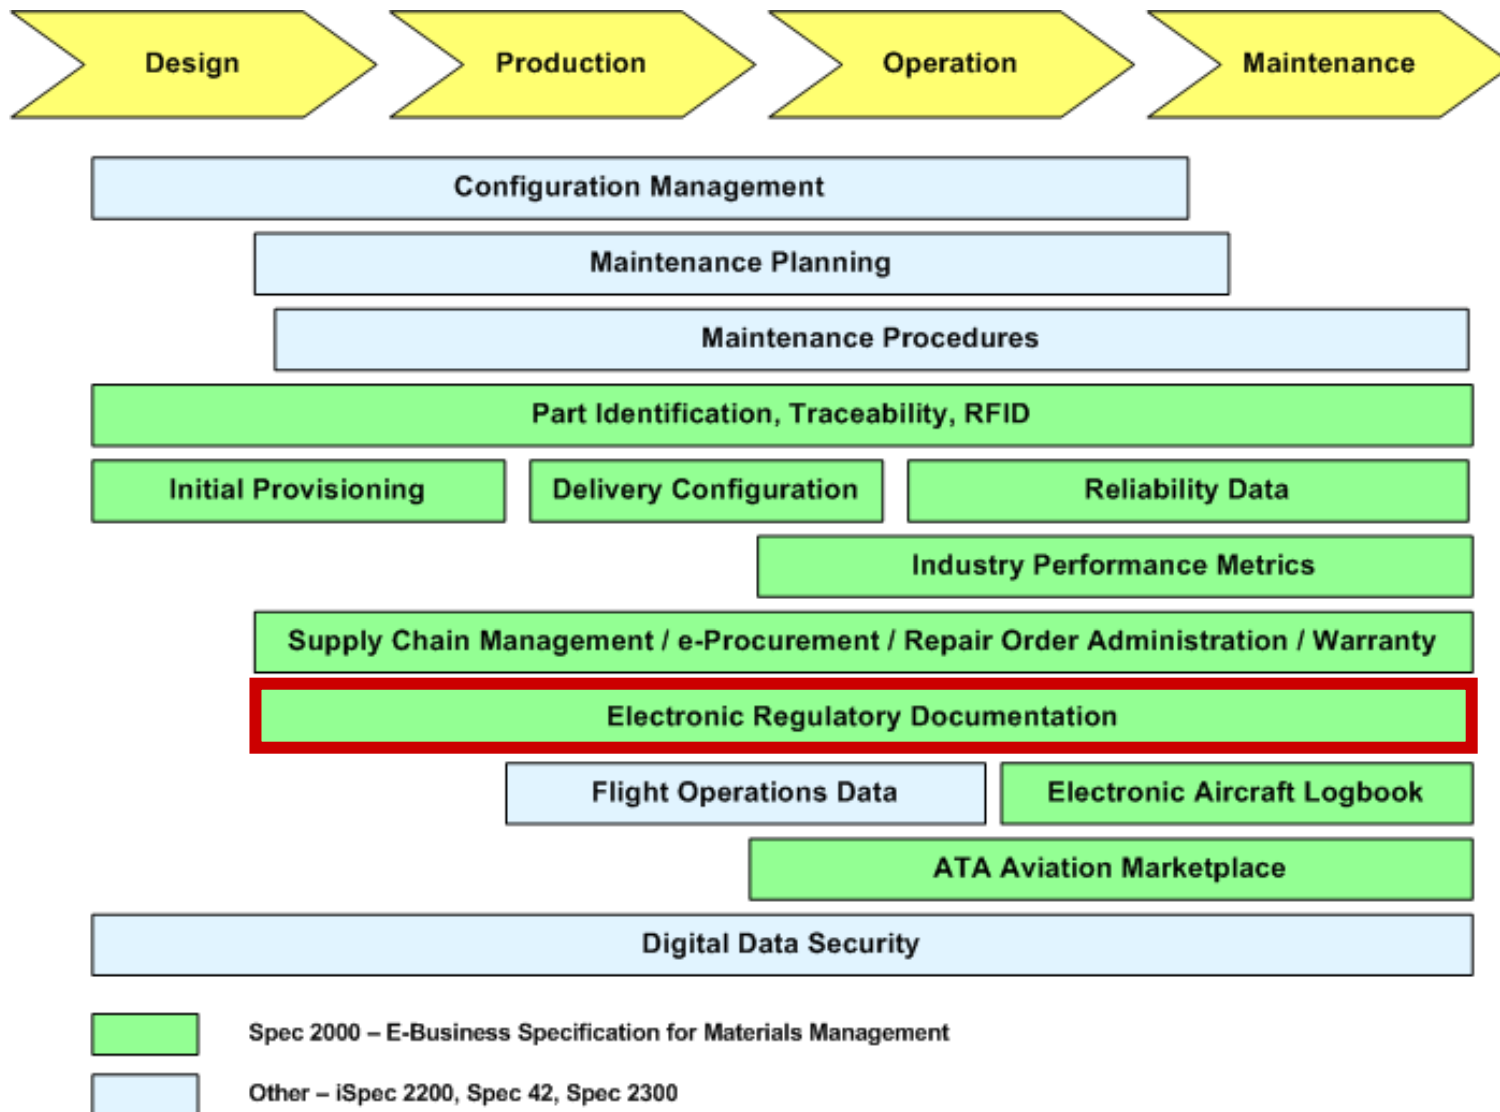 Design
Production
Operation
Maintenance
Configuration Management
Maintenance Planning
Maintenance Procedures
Part Identification, Traceability, RFID
Initial Provisioning
Delivery Configuration
Reliability Data
Industry Performance Metrics
Supply Chain Management / e-Procurement / Repair Order Administration / Warranty
Electronic Regulatory Documentation
Flight Operations Data
Electronic Aircraft Logbook
ATA Aviation Marketplace
Digital Data Security
Spec 2000 – E-Business Specification for Materials Management
Other – iSpec 2200, Spec 42, Spec 2300